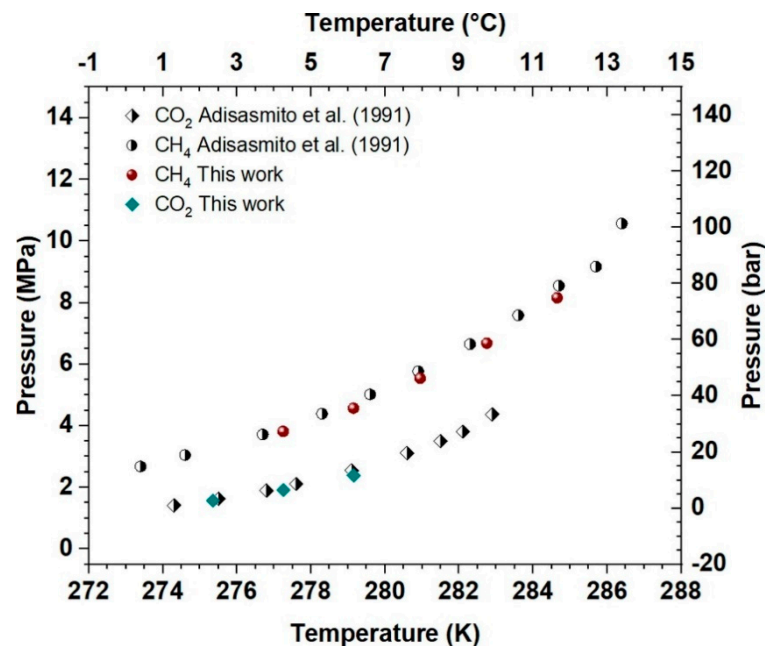 Temperature (°C)
-1 1 3 5 7 9 11 13 15
CO₂ Adisasmito et al. (1991)
CH₄ Adisasmito et al. (1991)
CH₄ This work
CO₂ This work
Pressure (MPa)
14
12
10
8
6
4
2
0
Pressure (bar)
140
120
100
80
60
40
20
0
-20
272 274 276 278 280 282 284 286 288
Temperature (K)